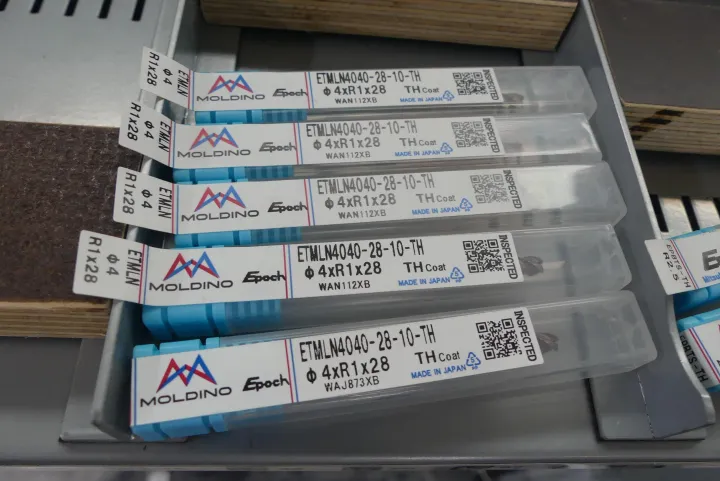 R1x28
φ4
ETMLN
MOLDINO
Epoch
ETMLN4040-28-10-TH
φ4xR1x28
TH Coat
WAN112XB
MADE IN JAPAN
INSPECTED
R1x28
φ4
ETMLN
MOLDINO
Epoch
ETMLN4040-28-10-TH
φ4xR1x28
TH Coat
WAN112XB
MADE IN JAPAN
INSPECTED
R1x28
φ4
ETMLN
MOLDINO
Epoch
ETMLN4040-28-10-TH
φ4xR1x28
TH Coat
WAN112XB
MADE IN JAPAN
INSPECTED
R1x28
φ4
ETMLN
MOLDINO
Epoch
ETMLN4040-28-10-TH
φ4xR1x28
TH Coat
WAN112XB
MADE IN JAPAN
INSPECTED
MOLDINO
Epoch
ETMLN4040-28-10-TH
φ4xR1x28
TH Coat
WAJ873XB
MADE IN JAPAN
INSPECTED